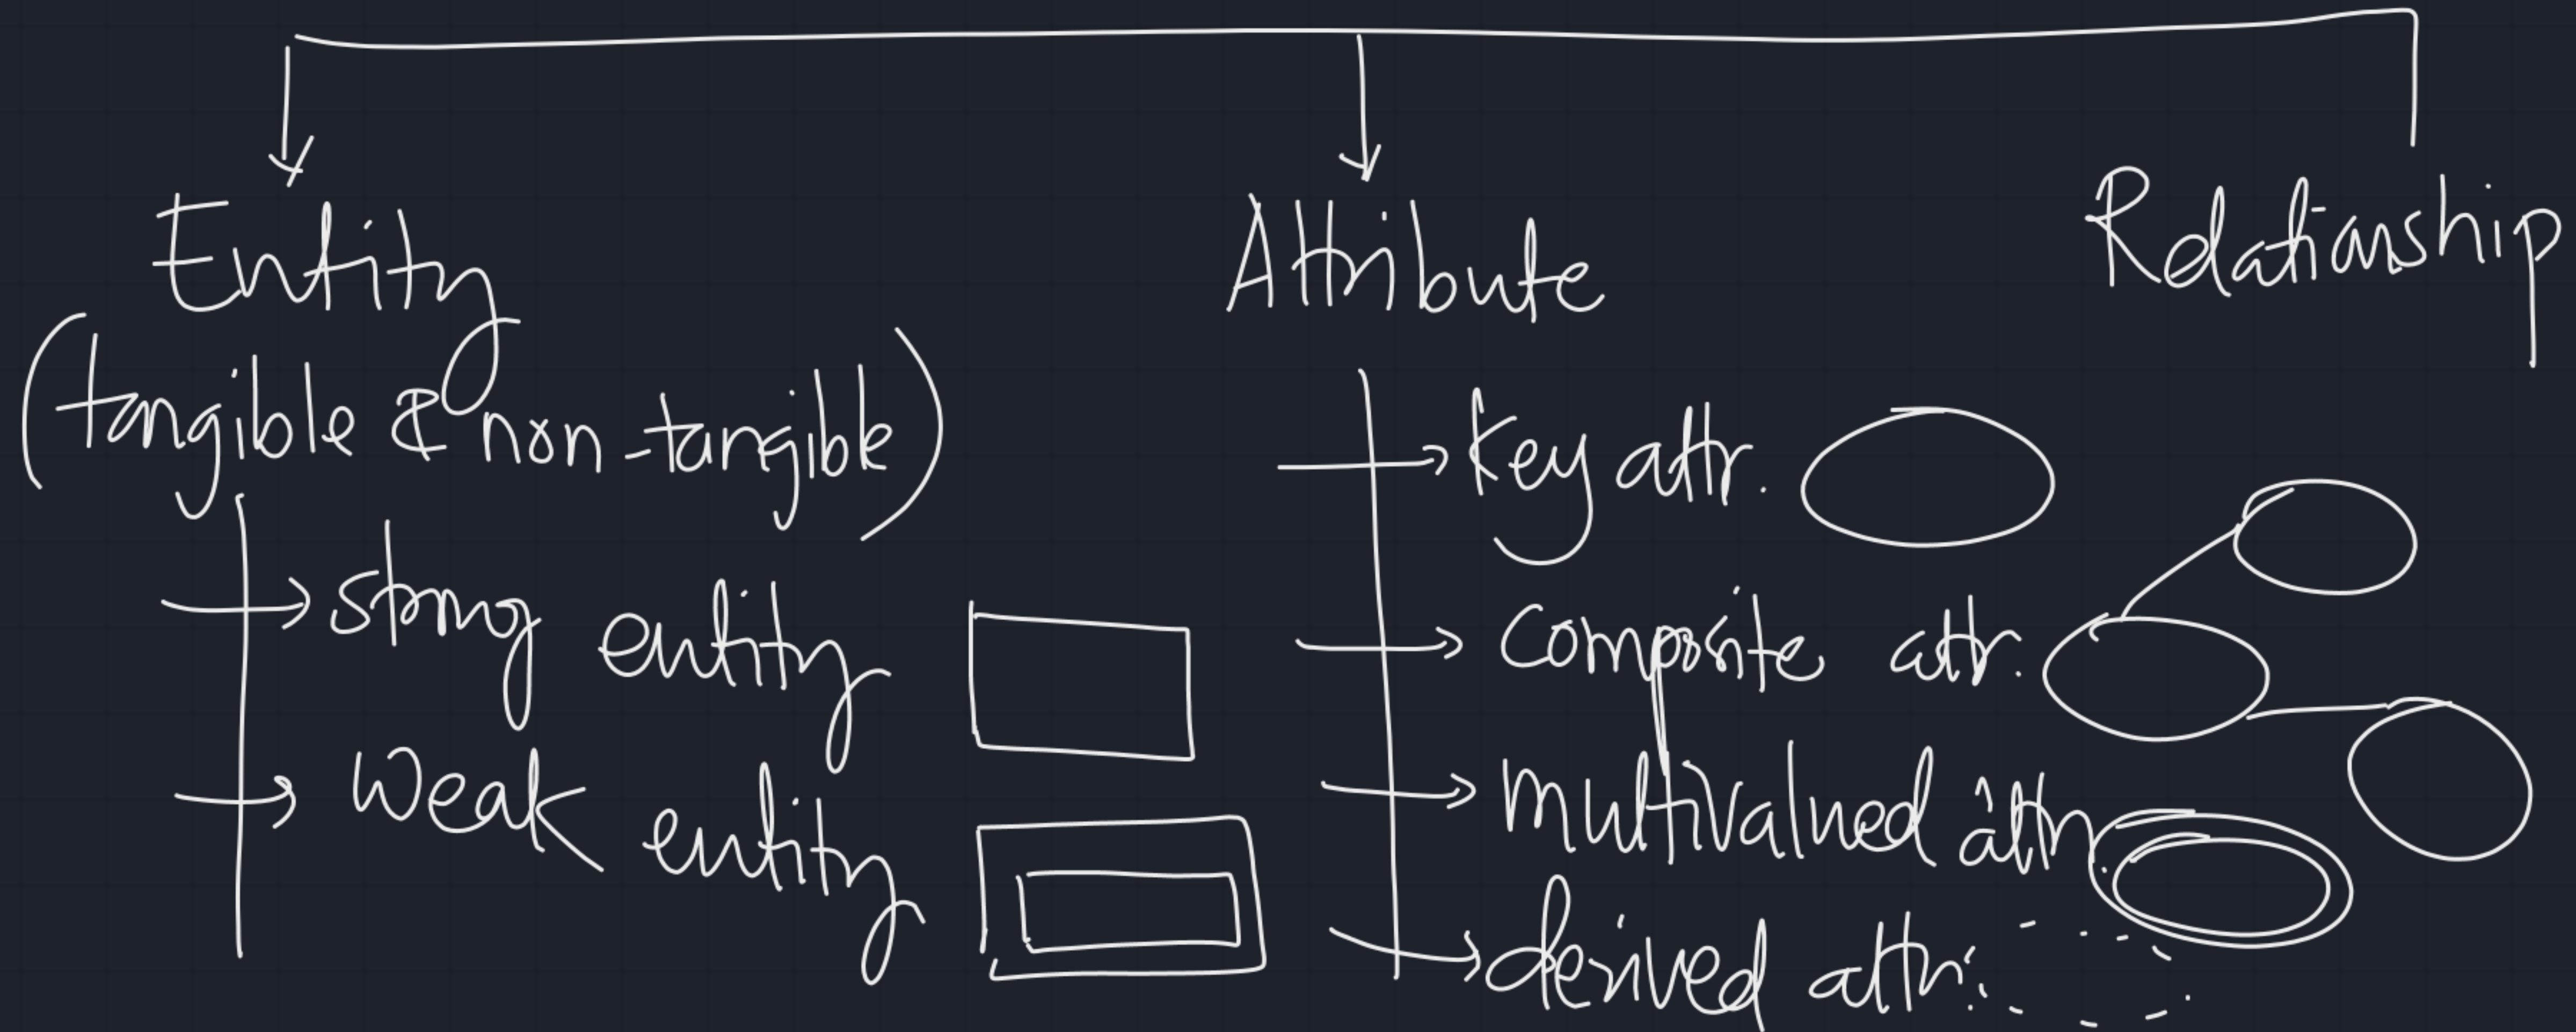 Entity
(tangible & non-tangible)
strong entity
weak entity
Attribute
key attr.
composite attr.
multivalued attr.
derived attr.
Relationship